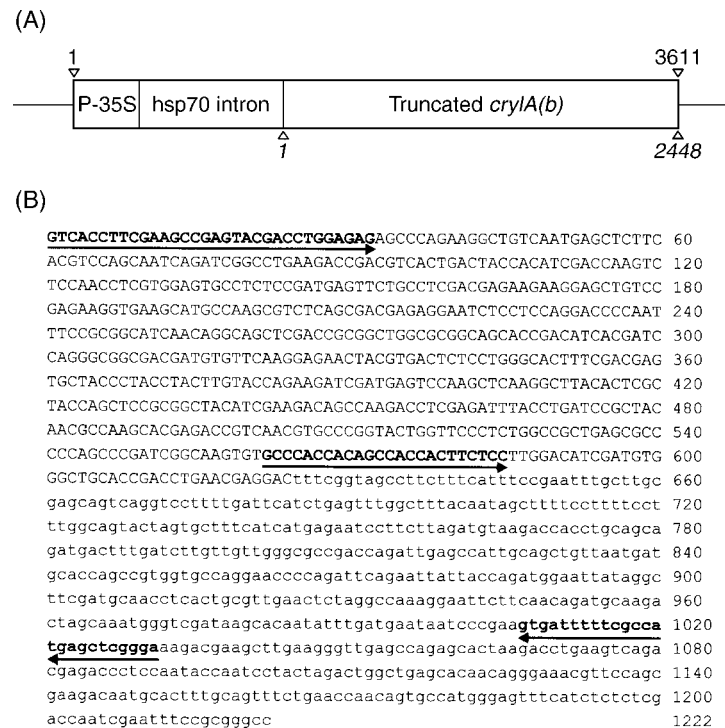 (A)
1 3611
P-35S hsp70 intron Truncated cryIA(b)
1 2448
(B)
GTCACCTTCGAAGCCGAGTACGACCTGGAGAGAGCCCAGAAGGCTGTCAATGAGCTCTTC 60
ACGTCCAGCAATCAGATCGGCCTGAAGACCGACGTCACTGACTACCACATCGACCAAGTC 120
TCCAACCTCGTGGAGTGCCTCTCCGATGAGTTCTGCCTCGACGAGAAGAAGGAGCTGTCC 180
GAGAAGGTGAAGCATGCCAAGCGTCTCAGCGACGAGAGGAATCTCCTCCAGGACCCCAAT 240
TTCCGCGGCATCAACAGGCAGCTCGACCGCGGCTGGCGCGGCAGCACCGACATCACGATC 300
CAGGGCGGCGACGATGTGTTCAAGGAGAACTACGTGACTCTCCTGGGCACTTTCGACGAG 360
TGCTACCCTACCTACTTGTACCAGAAGATCGATGAGTCCAAGCTCAAGGCTTACACTCGC 420
TACCAGCTCCGCGGCTACATCGAAGACAGCCAAGACCTCGAGATTTACCTGATCCGCTAC 480
AACGCCAAGCACGAGACCGTCAACGTGCCCGGTACTGGTTCCCTCTGGCCGCTGAGCGCC 540
CCCAGCCCGATCGGCAAGTGTGCCCACCACAGCCACCACTTCTCCTTGGACATCGATGTG 600
GGCTGCACCGACCTGAACGAGGACtttcggtagccttctttcatttccgaatttgcttgc 660
gagcagtcaggtccttttgattcatctgagtttggctttacaatagcttttccttttcct 720
ttggcagtactagtgctttcatcatgagaatccttcttagatgtaagaccacctgcagca 780
gatgactttgatcttgttgttgggcgccgaccagattgagccattgcagctgttaatgat 840
gcaccagccgtggtgccaggaaccccagattcagaattattaccagatggaattataggc 900
ttcgatgcaacctcactgcgttgaactctaggccaaaggaattcttcaacagatgcagaa 960
ctagcaaatgggtcgataagcacaatatttgatgaataatcccgaagtgatttttcgcca 1020
tgagctcgggaaagacgaagcttgaagggttgagccagagcactaagacctgaagtcaga 1080
cgagaccctccaataccaatcctactagactggctgagcacaacagggaaacgttccagc 1140
gaagacaatgcactttgcagtttctgaaccaacagtgccatgggagtttcatctctctcg 1200
accaatcgaatttccgcgggcc 1222